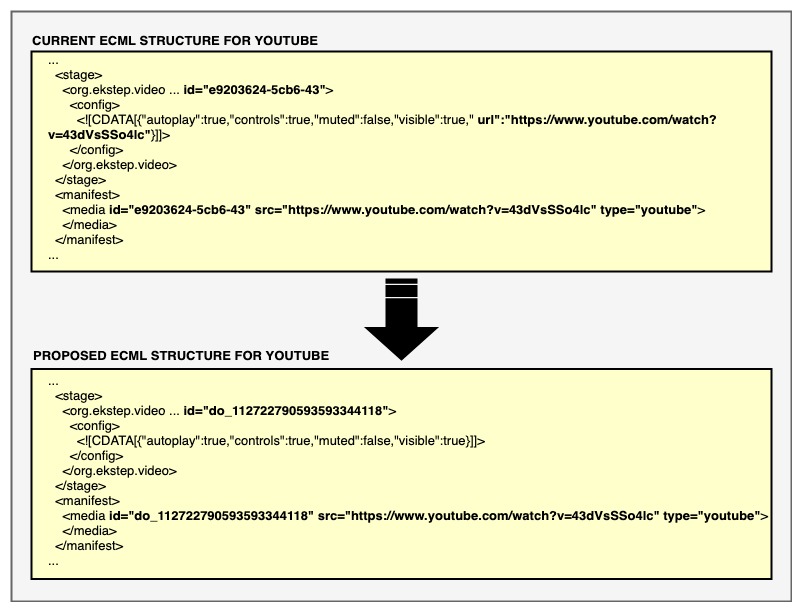 CURRENT ECML STRUCTURE FOR YOUTUBE
...
<stage>
<org.ekstep.video ... id="e9203624-5cb6-43">
<config>
<![CDATA[{"autoplay":true,"controls":true,"muted":false,"visible":true," url":"https://www.youtube.com/watch?
v=43dVsSSo4lc"}]]>
</config>
</org.ekstep.video>
</stage>
<manifest>
<media id="e9203624-5cb6-43" src="https://www.youtube.com/watch?v=43dVsSSo4lc" type="youtube">
</media>
</manifest>
...
PROPOSED ECML STRUCTURE FOR YOUTUBE
...
<stage>
<org.ekstep.video ... id="do_112722790593593344118">
<config>
<![CDATA[{"autoplay":true,"controls":true,"muted":false,"visible":true}]]>
</config>
</org.ekstep.video>
</stage>
<manifest>
<media id="do_112722790593593344118" src="https://www.youtube.com/watch?v=43dVsSSo4lc" type="youtube">
</media>
</manifest>
...